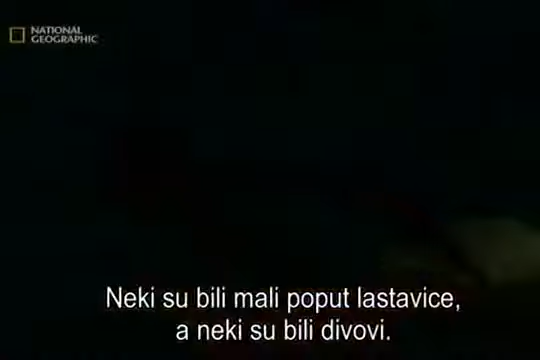 NATIONAL
GEOGRAPHIC
Neki su bili mali poput lastavice,
a neki su bili divovi.